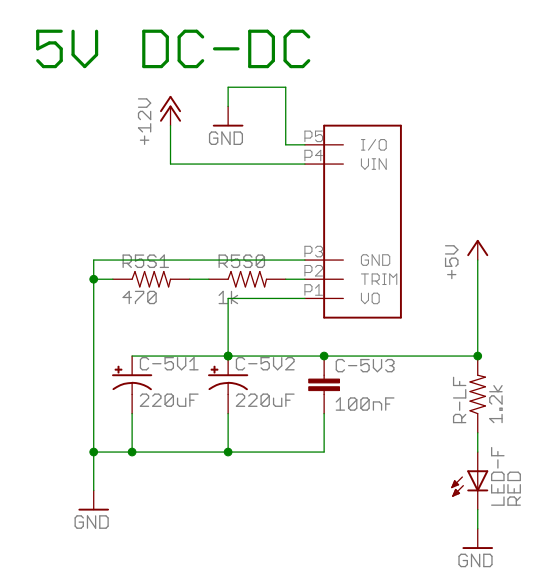 5V DC-DC
+12V
GND
P5 I/O
P4 VIN
P3 GND
P2 TRIM
P1 VO
R5S1
470
R5S0
1k
+5V
C-5V1
220uF
C-5V2
220uF
C-5V3
100nF
R-LF
1.2k
LED-F
RED
GND
GND